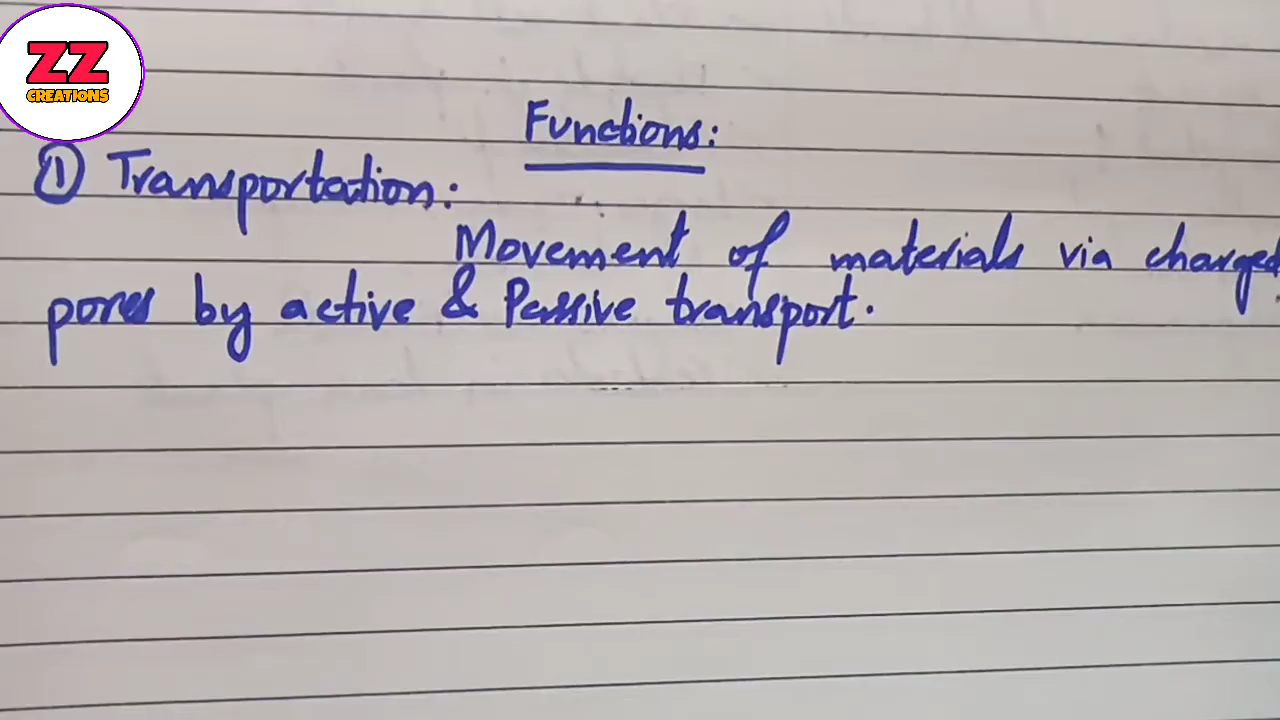 ZZ
CREATIONS
Functions:
① Transportation:
Movement of materials via charged
pores by active & Passive transport.